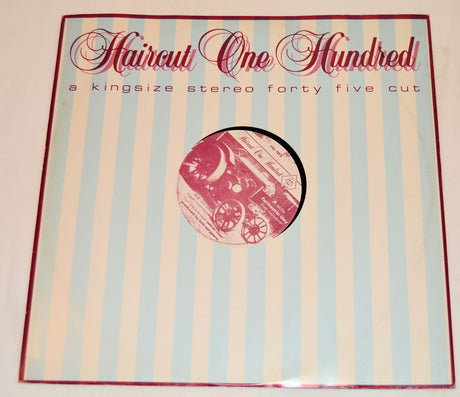 Haircut One Hundred
a kingsize stereo forty five cut
Haircut One Hundred